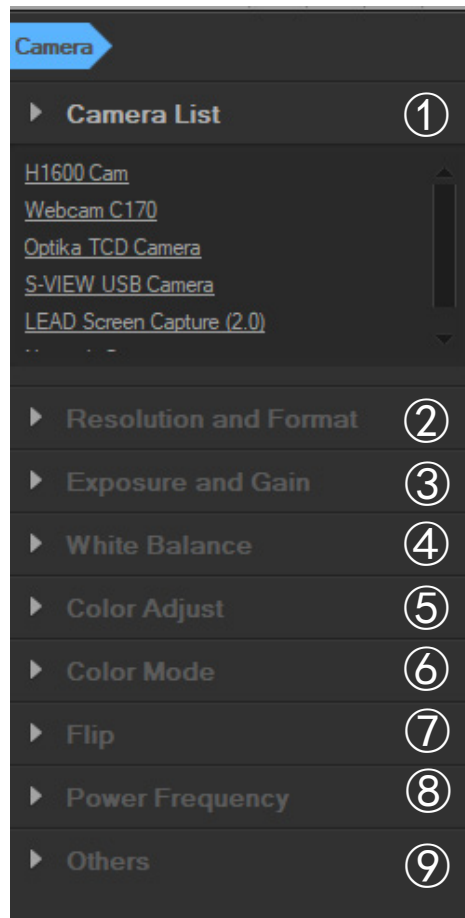 Camera
Camera List ①
H1600 Cam
Webcam C170
Optika TCD Camera
S-VIEW USB Camera
LEAD Screen Capture (2.0)
Resolution and Format ②
Exposure and Gain ③
White Balance ④
Color Adjust ⑤
Color Mode ⑥
Flip ⑦
Power Frequency ⑧
Others ⑨